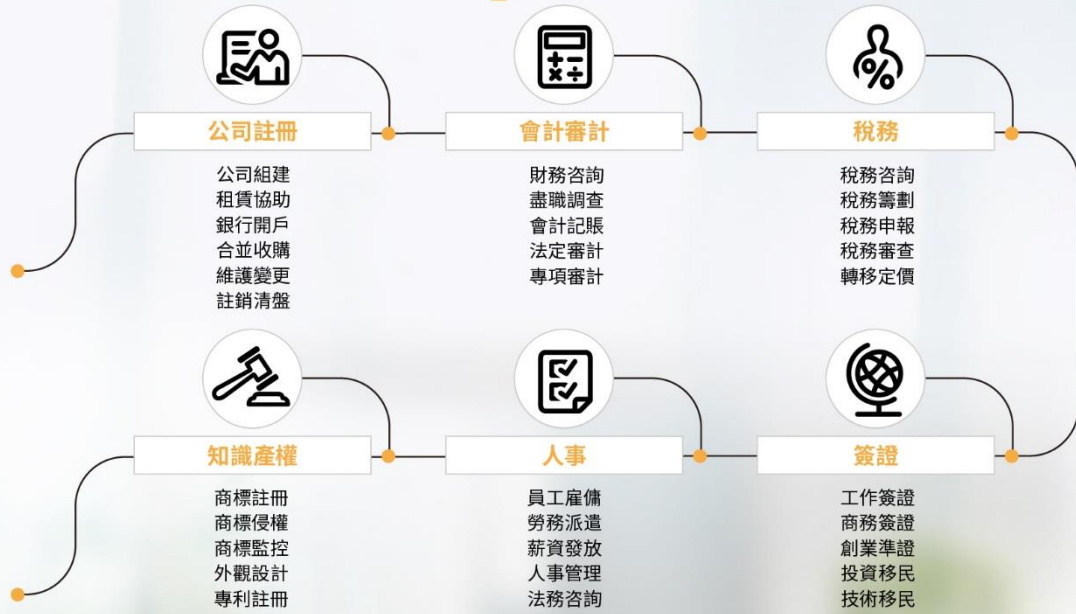 公司註冊
公司組建
租賃協助
銀行開戶
合並收購
維護變更
註銷清盤
會計審計
財務咨詢
盡職調查
會計記賬
法定審計
專項審計
稅務
稅務咨詢
稅務籌劃
稅務申報
稅務審查
轉移定價
知識產權
商標註冊
商標侵權
商標監控
外觀設計
專利註冊
人事
員工雇傭
勞務派遣
薪資發放
人事管理
法務咨詢
簽證
工作簽證
商務簽證
創業準證
投資移民
技術移民